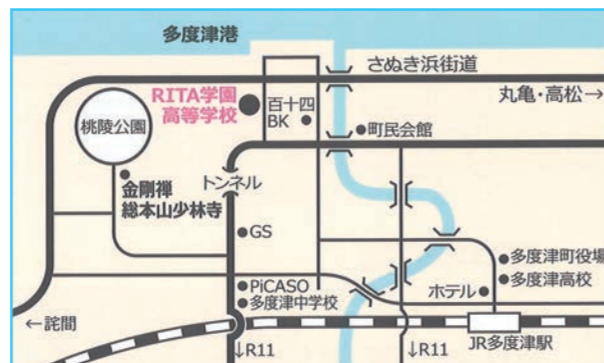 多度津港
さぬき浜街道
丸亀・高松→
RITA学園
高等学校
百十四
BK
桃陵公園
町民会館
金剛禅
総本山少林寺
トンネル
GS
多度津町役場
多度津高校
PiCASO
多度津中学校
ホテル
←詫間
JR多度津駅
↓R11
↓R11